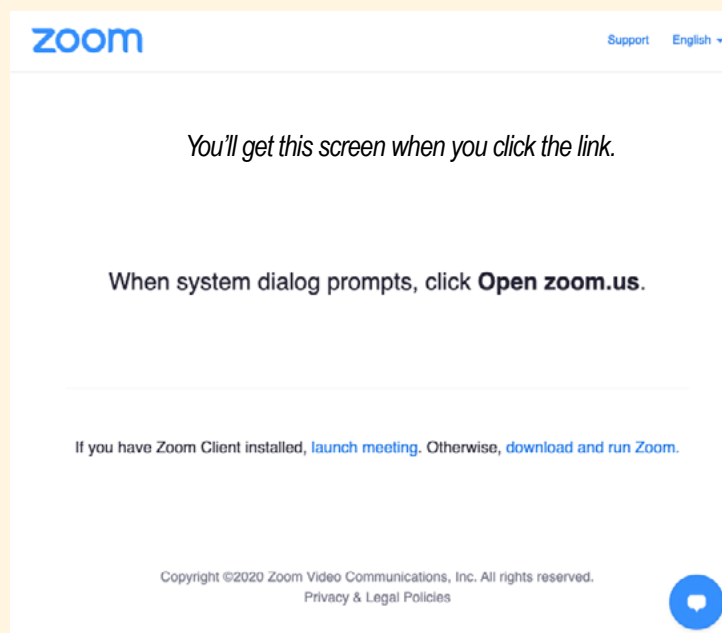 zoom
Support English
You'll get this screen when you click the link.
When system dialog prompts, click Open zoom.us.
If you have Zoom Client installed, launch meeting. Otherwise, download and run Zoom.
Copyright ©2020 Zoom Video Communications, Inc. All rights reserved.
Privacy & Legal Policies